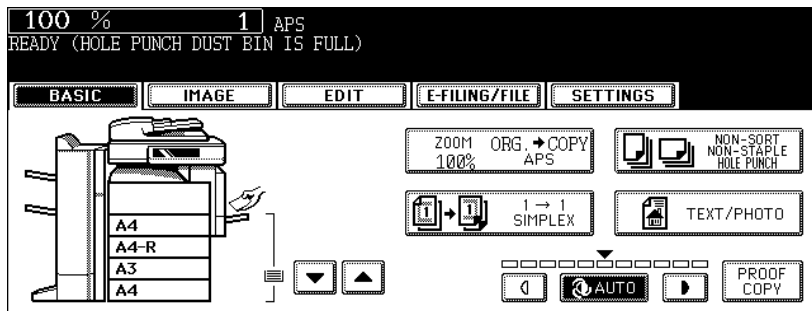 100 % 1 APS
READY (HOLE PUNCH DUST BIN IS FULL)
BASIC IMAGE EDIT E-FILING/FILE SETTINGS
ZOOM ORG.➔COPY
100% APS
NON-SORT
NON-STAPLE
HOLE PUNCH
1 ➔ 1
1 → 1
SIMPLEX
TEXT/PHOTO
A4
A4-R
A3
A4
AUTO
PROOF
COPY